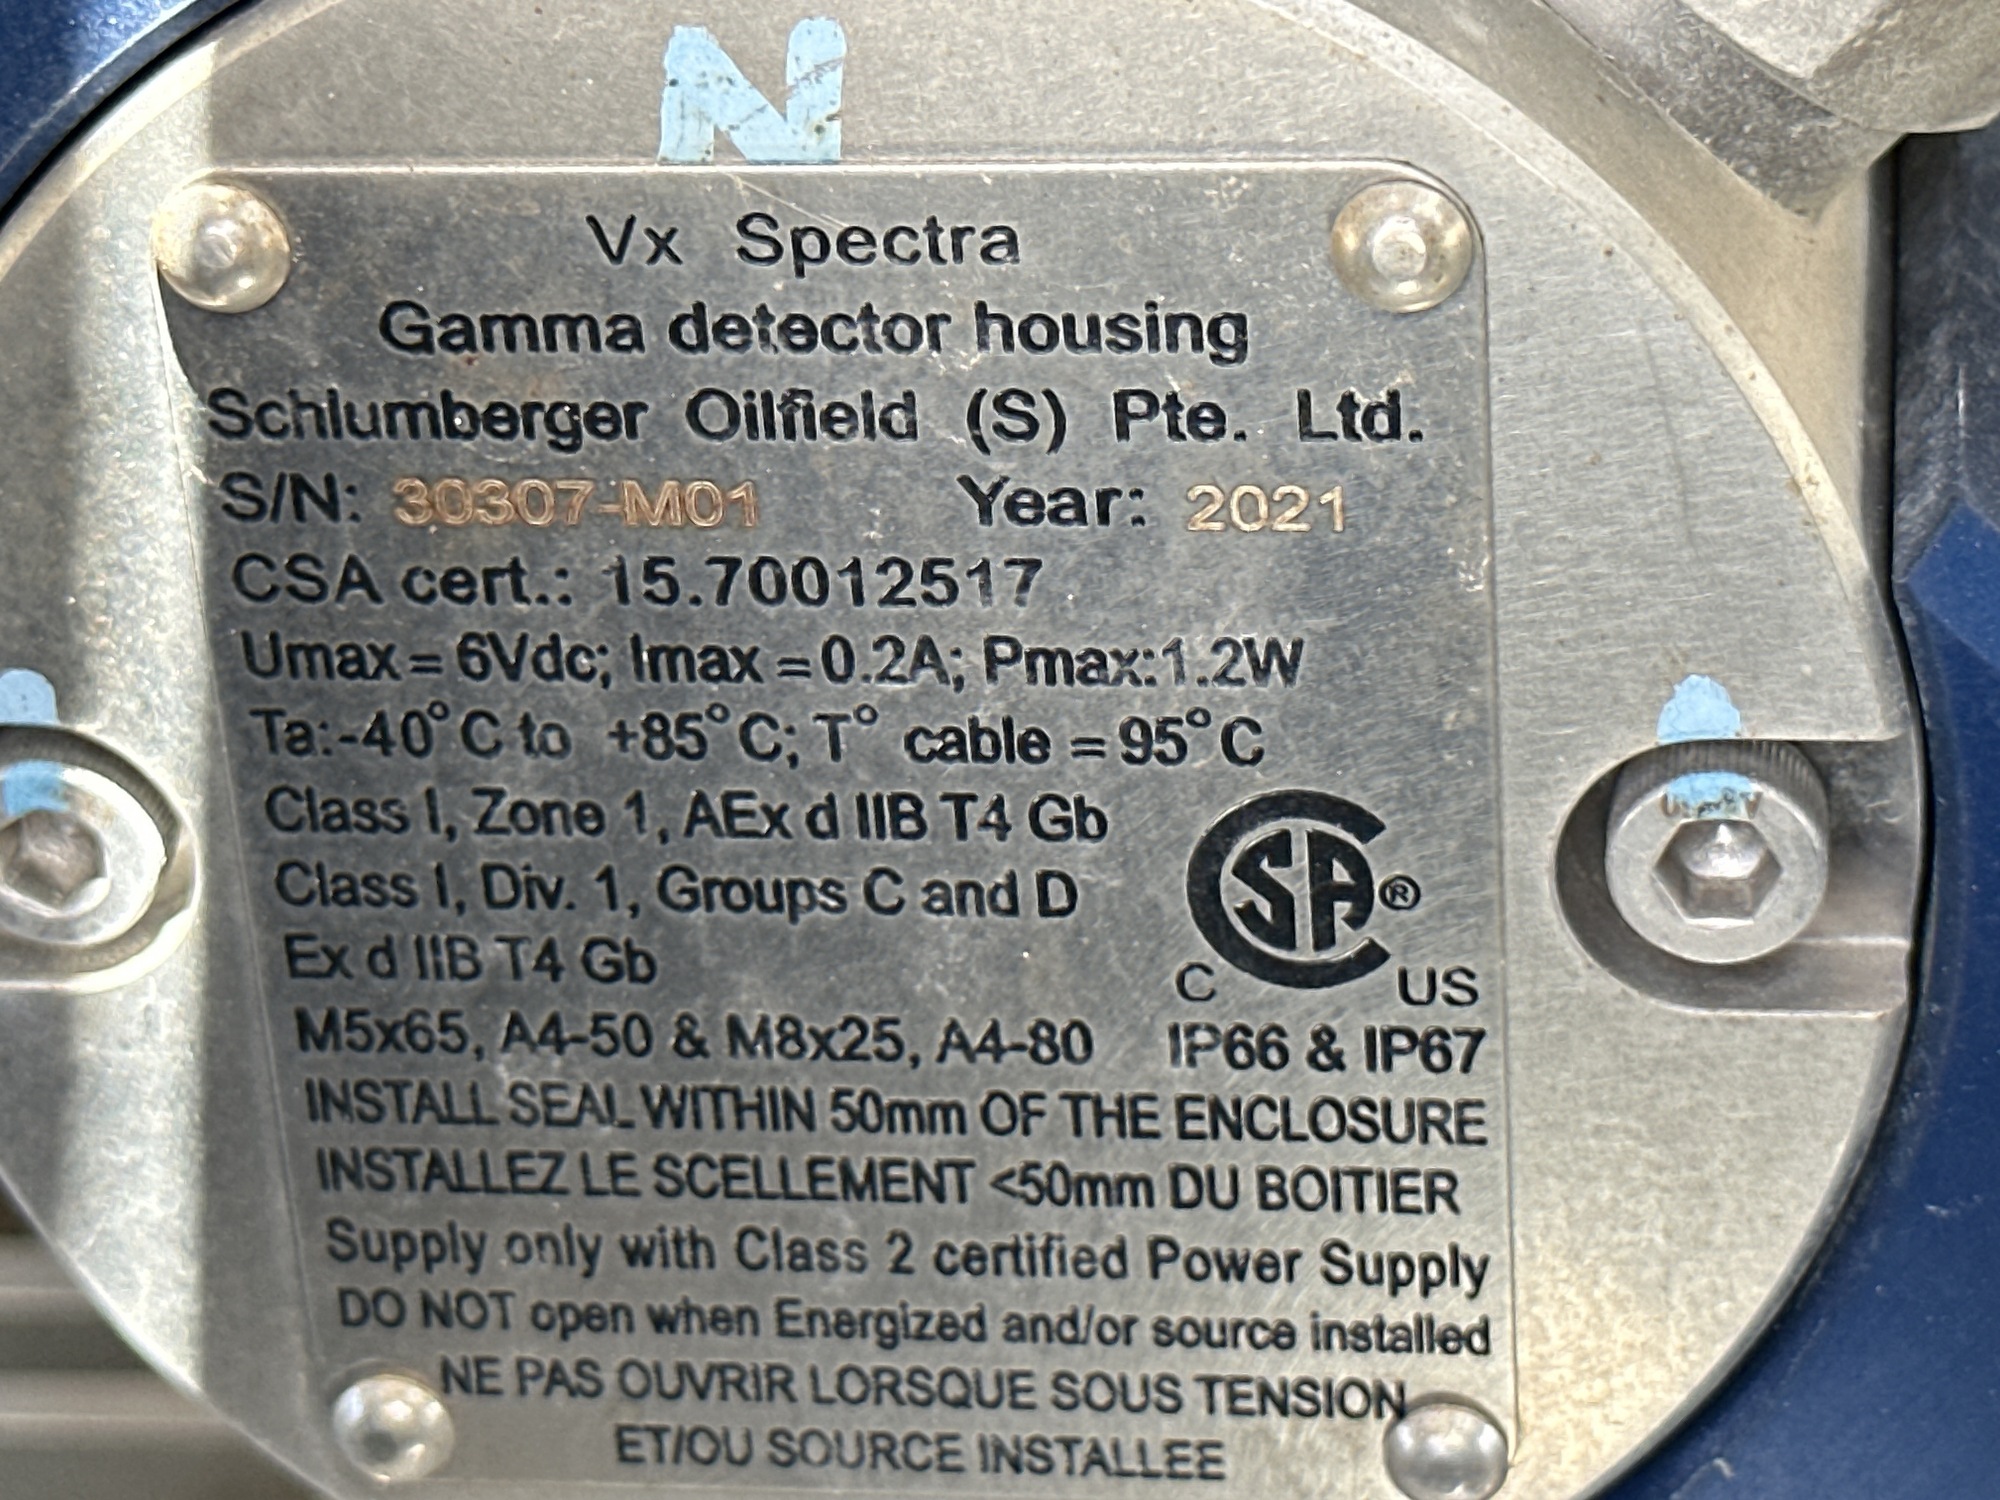 N
Vx Spectra
Gamma detector housing
Schlumberger Oilfield (S) Pte. Ltd.
S/N: 30307-M01 Year: 2021
CSA cert.: 15.70012517
Umax = 6Vdc; Imax = 0.2A; Pmax:1.2W
Ta:-40°C to +85°C; T° cable = 95°C
Class I, Zone 1, AEx d IIB T4 Gb
Class I, Div. 1, Groups C and D
Ex d IIB T4 Gb
CSA®
C US
M5x65, A4-50 & M8x25, A4-80 IP66 & IP67
INSTALL SEAL WITHIN 50mm OF THE ENCLOSURE
INSTALLEZ LE SCELLEMENT <50mm DU BOITIER
Supply only with Class 2 certified Power Supply
DO NOT open when Energized and/or source installed
NE PAS OUVRIR LORSQUE SOUS TENSION
ET/OU SOURCE INSTALLEE